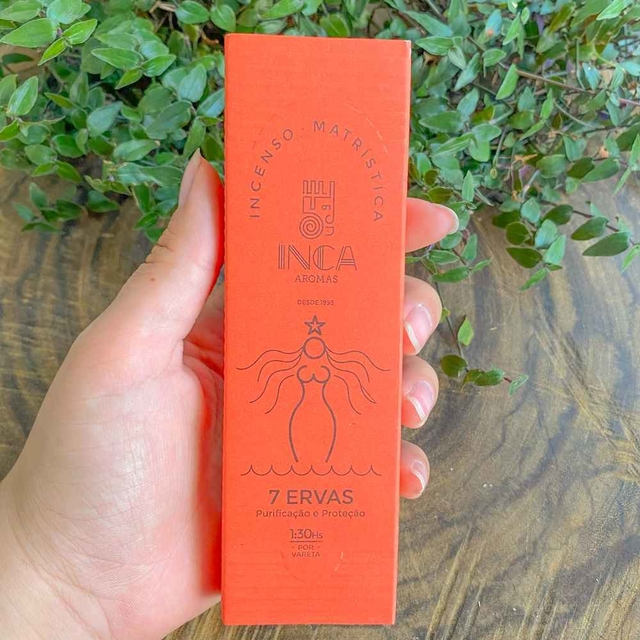 INCENSO MATRÍSTICA
INCA
AROMAS
DESDE 1993
7 ERVAS
Purificação e Proteção
1:30Hs
- POR -
VARETA